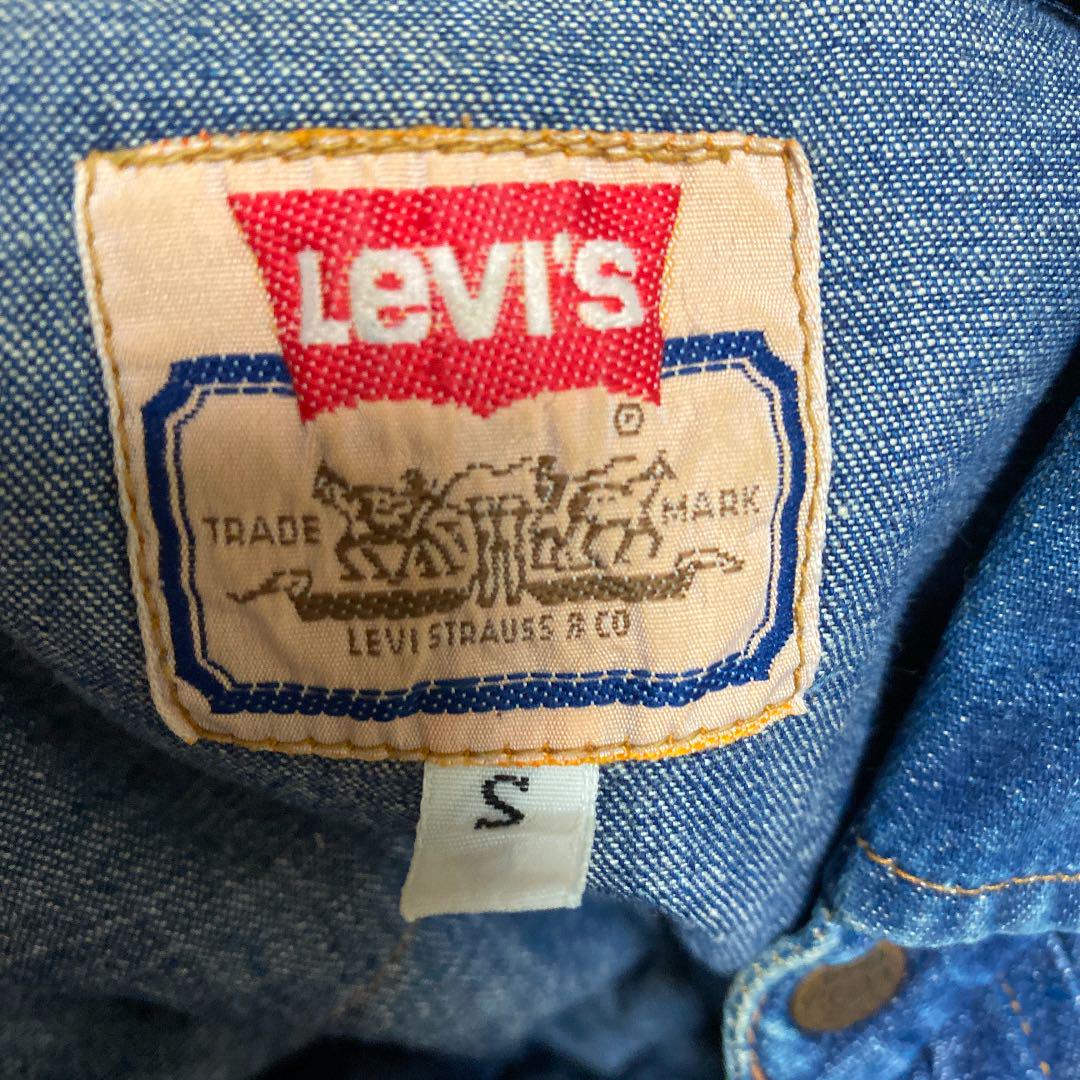 LEVI'S
®
TRADE MARK
LEVI STRAUSS & CO
S